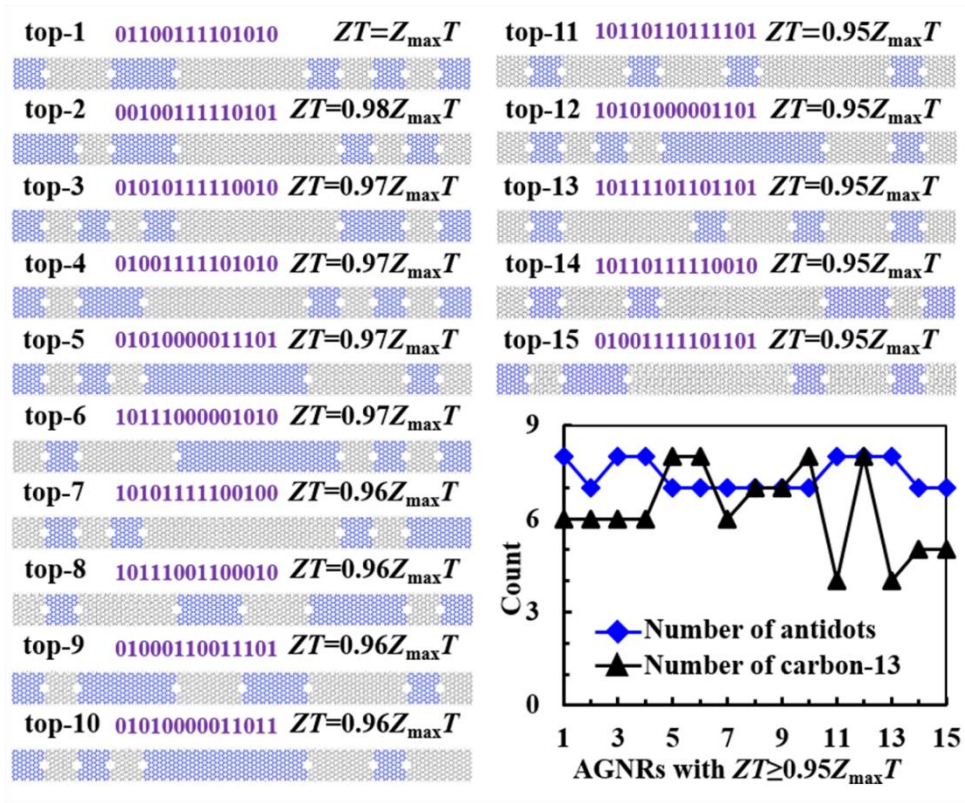 top-1 01100111101010 ZT=ZmaxT
top-2 00100111110101 ZT=0.98ZmaxT
top-3 01010111110010 ZT=0.97ZmaxT
top-4 01001111101010 ZT=0.97ZmaxT
top-5 01010000011101 ZT=0.97ZmaxT
top-6 10111000001010 ZT=0.97ZmaxT
top-7 10101111100100 ZT=0.96ZmaxT
top-8 10111001100010 ZT=0.96ZmaxT
top-9 01000110011101 ZT=0.96ZmaxT
top-10 01010000011011 ZT=0.96ZmaxT
top-11 10110110111101 ZT=0.95ZmaxT
top-12 10101000001101 ZT=0.95ZmaxT
top-13 10111101101101 ZT=0.95ZmaxT
top-14 10110111110010 ZT=0.95ZmaxT
top-15 01001111101101 ZT=0.95ZmaxT
9
6
3
0
Count
Number of antidots
Number of carbon-13
1 3 5 7 9 11 13 15
AGNRs with ZT≥0.95ZmaxT